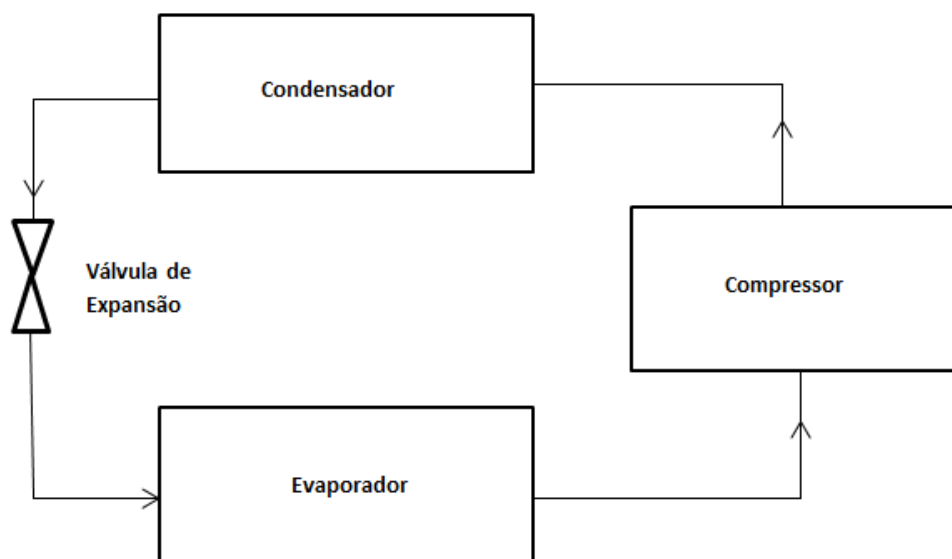 Condensador
Válvula de
Expansão
Compressor
Evaporador